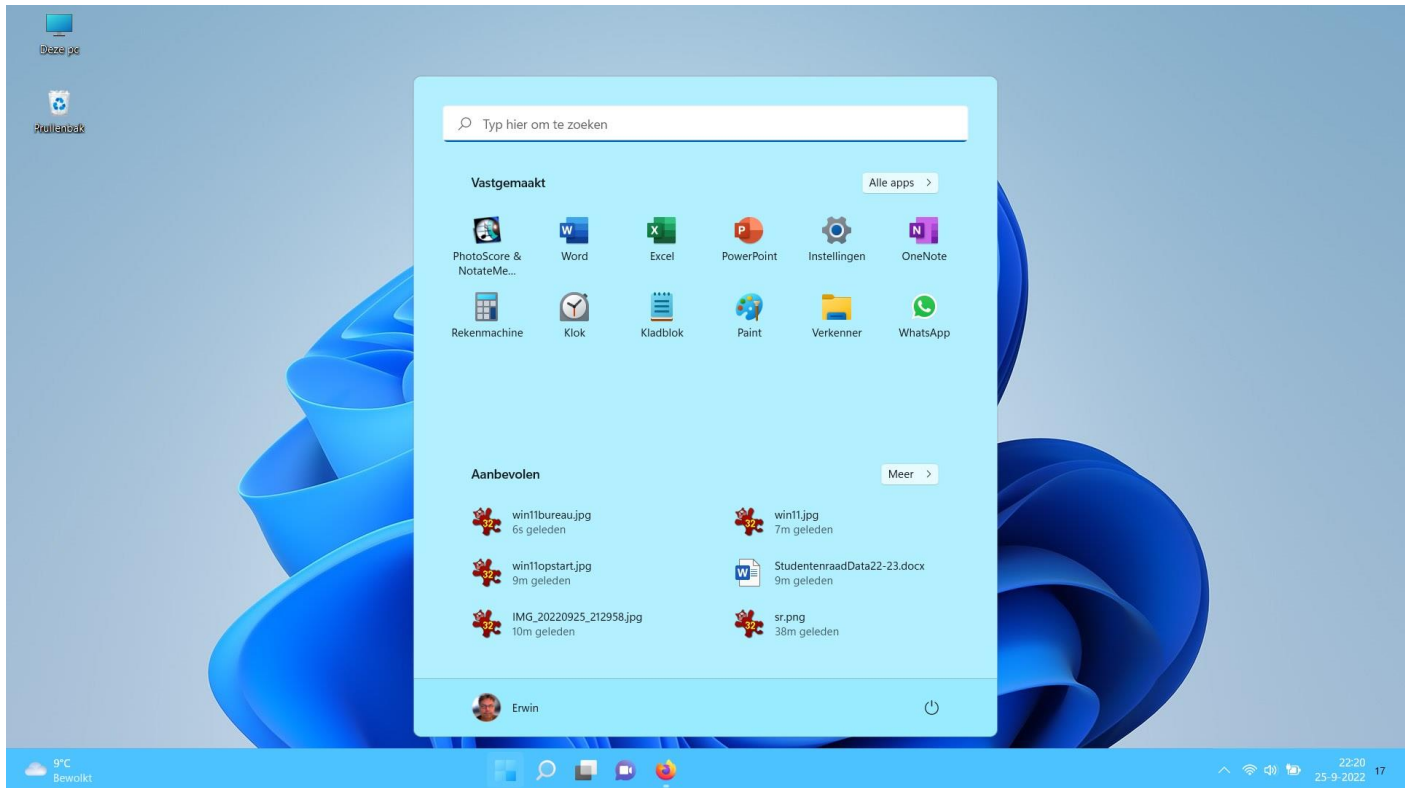 Deze pc
Prullenbak
Typ hier om te zoeken
Vastgemaakt
Alle apps
PhotoScore & NotateMe...
Word
Excel
PowerPoint
Instellingen
OneNote
Rekenmachine
Klok
Kladblok
Paint
Verkenner
WhatsApp
Aanbevolen
Meer
win11bureau.jpg
6s geleden
win11.jpg
7m geleden
win11opstart.jpg
9m geleden
StudentenraadData22-23.docx
9m geleden
IMG_20220925_212958.jpg
10m geleden
sr.png
38m geleden
Erwin
9°C
Bewolkt
22:20
25-9-2022
17